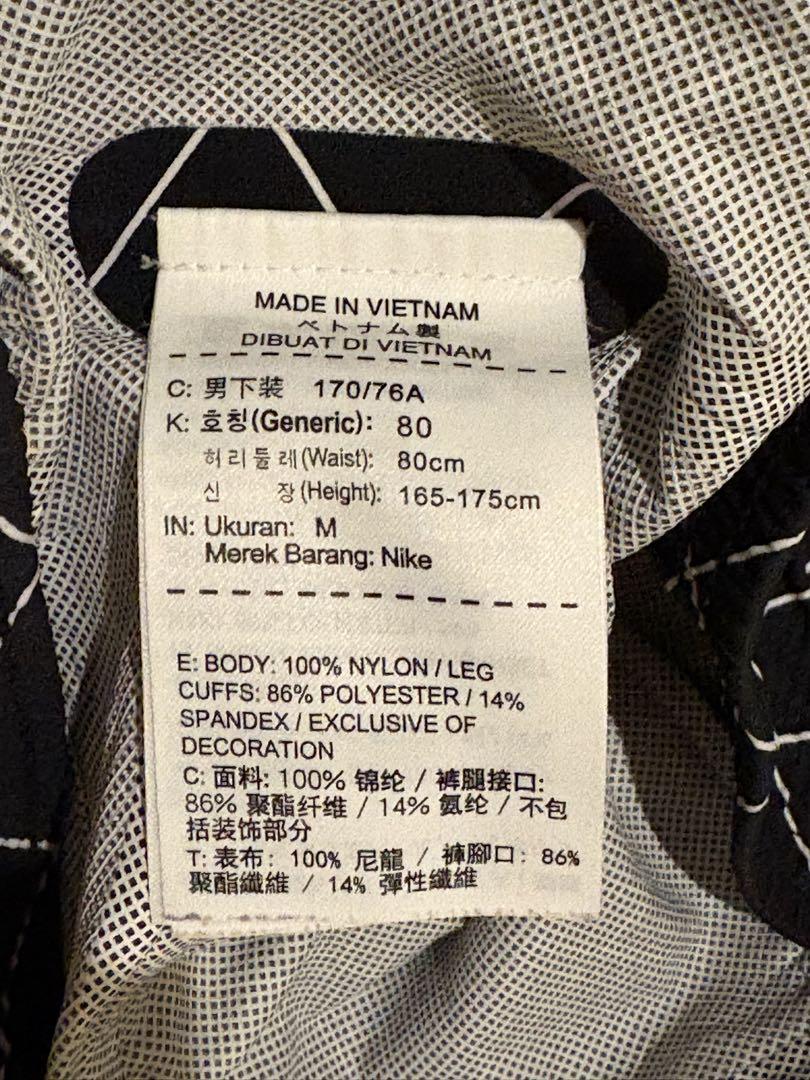 MADE IN VIETNAM
ベトナム製
DIBUAT DI VIETNAM
C: 男下装 170/76A
K: 호칭(Generic): 80
허리둘레(Waist): 80cm
신 장(Height): 165-175cm
IN: Ukuran: M
Merek Barang: Nike
E: BODY: 100% NYLON / LEG
CUFFS: 86% POLYESTER / 14%
SPANDEX / EXCLUSIVE OF
DECORATION
C: 面料: 100% 锦纶 / 裤腿接口:
86% 聚酯纤维 / 14% 氨纶 / 不包
括装饰部分
T: 表布: 100% 尼龍 / 褲腳口: 86%
聚酯纖維 / 14% 彈性纖維